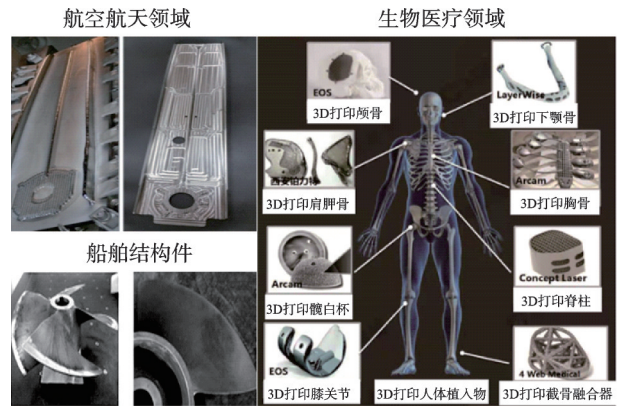 航空航天领域
船舶结构件
生物医疗领域
EOS
3D打印颅骨
LayerWise
3D打印下颚骨
西安铂力特
3D打印肩胛骨
Arcam
3D打印胸骨
Arcam
3D打印髋白杯
Concept Laser
3D打印脊柱
EOS
3D打印膝关节
3D打印人体植入物
4 Web Medical
3D打印截骨融合器